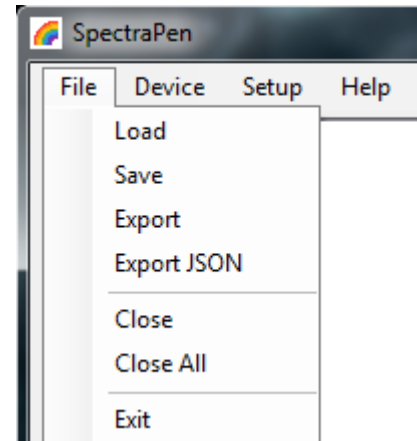 SpectraPen
File Device Setup Help
Load
Save
Export
Export JSON
Close
Close All
Exit